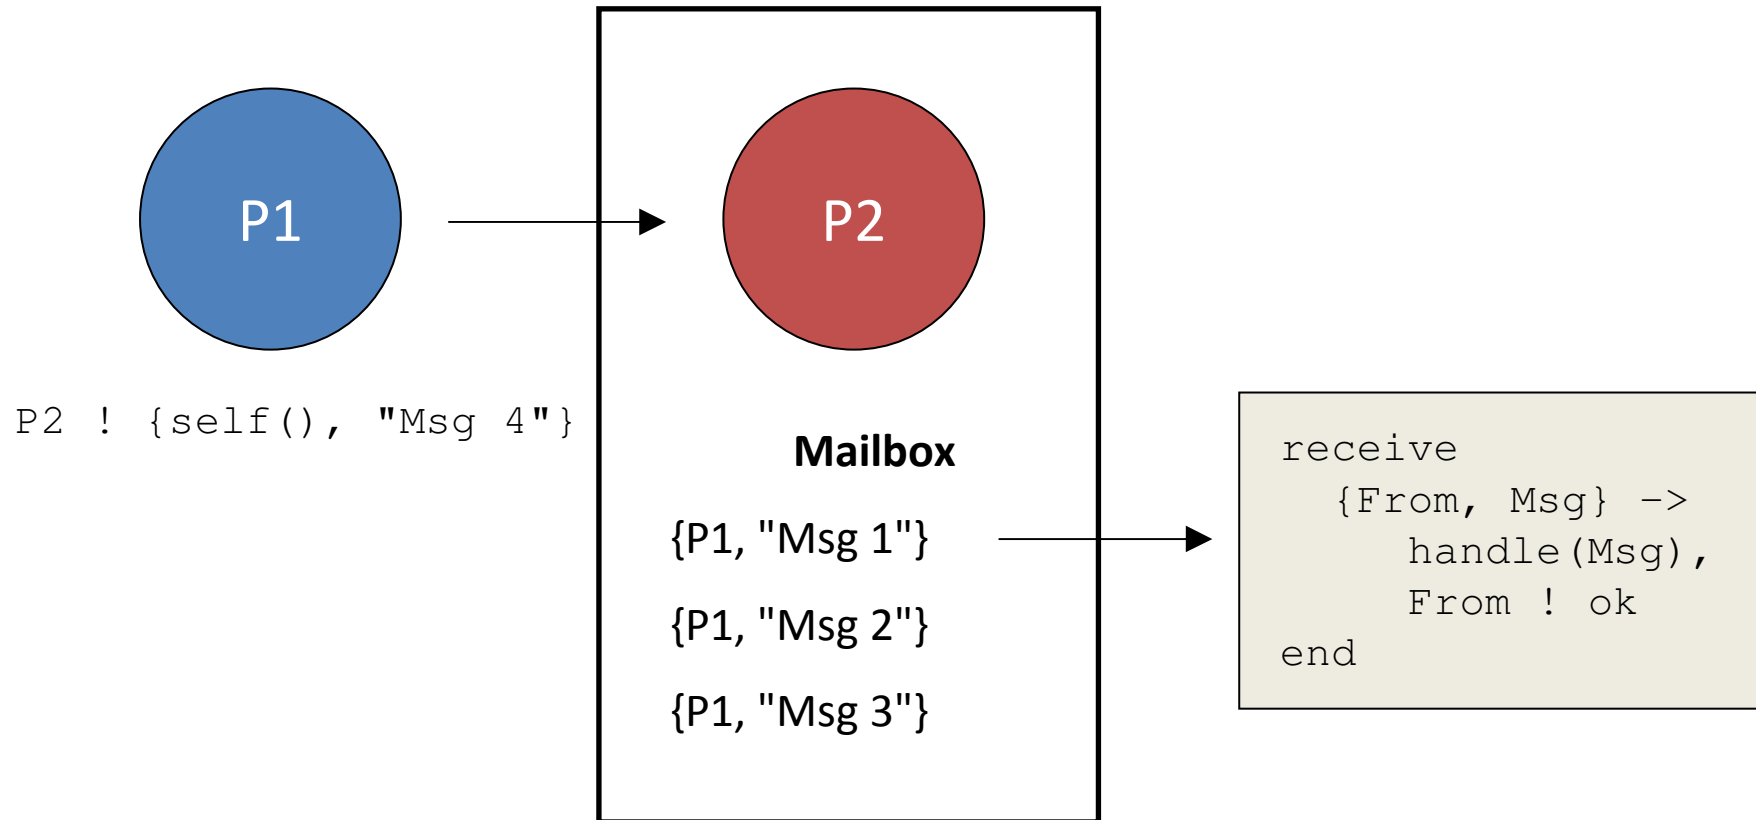 P1
P2
P2 ! {self(), "Msg 4"}
Mailbox
{P1, "Msg 1"}
{P1, "Msg 2"}
{P1, "Msg 3"}
receive
  {From, Msg} ->
     handle(Msg),
     From ! ok
end